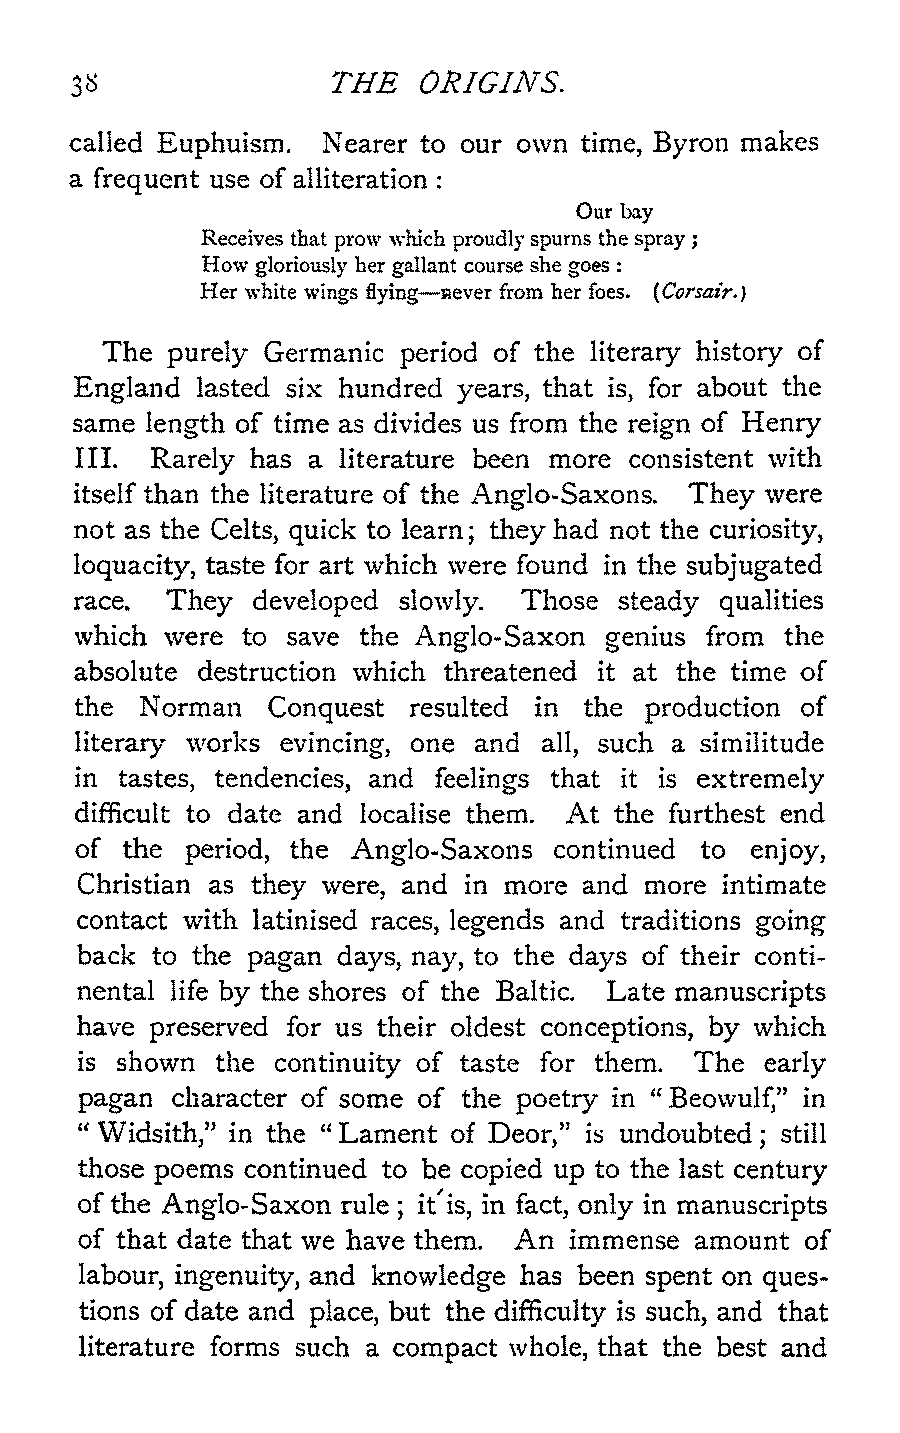 38 THE ORIGINS.
called Euphuism. Nearer to our own time, Byron makes
a frequent use of alliteration :
Our bay
Receives that prow which proudly spurns the spray ;
How gloriously her gallant course she goes :
Her white wings flying—never from her foes. (Corsair.)
The purely Germanic period of the literary history of
England lasted six hundred years, that is, for about the
same length of time as divides us from the reign of Henry
III. Rarely has a literature been more consistent with
itself than the literature of the Anglo-Saxons. They were
not as the Celts, quick to learn ; they had not the curiosity,
loquacity, taste for art which were found in the subjugated
race. They developed slowly. Those steady qualities
which were to save the Anglo-Saxon genius from the
absolute destruction which threatened it at the time of
the Norman Conquest resulted in the production of
literary works evincing, one and all, such a similitude
in tastes, tendencies, and feelings that it is extremely
difficult to date and localise them. At the furthest end
of the period, the Anglo-Saxons continued to enjoy,
Christian as they were, and in more and more intimate
contact with latinised races, legends and traditions going
back to the pagan days, nay, to the days of their conti-
nental life by the shores of the Baltic. Late manuscripts
have preserved for us their oldest conceptions, by which
is shown the continuity of taste for them. The early
pagan character of some of the poetry in “ Beowulf,” in
“ Widsith,” in the “ Lament of Deor,” is undoubted ; still
those poems continued to be copied up to the last century
of the Anglo-Saxon rule ; it is, in fact, only in manuscripts
of that date that we have them. An immense amount of
labour, ingenuity, and knowledge has been spent on ques-
tions of date and place, but the difficulty is such, and that
literature forms such a compact whole, that the best and